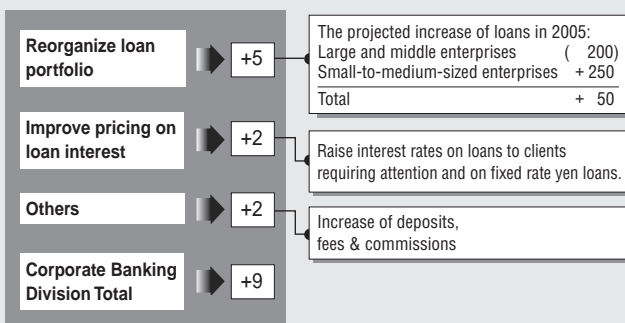 Reorganize loan
portfolio
+5
The projected increase of loans in 2005:
Large and middle enterprises ( 200)
Small-to-medium-sized enterprises + 250
Total + 50
Improve pricing on
loan interest
+2
Raise interest rates on loans to clients
requiring attention and on fixed rate yen loans.
Others
+2
Increase of deposits,
fees & commissions
Corporate Banking
Division Total
+9